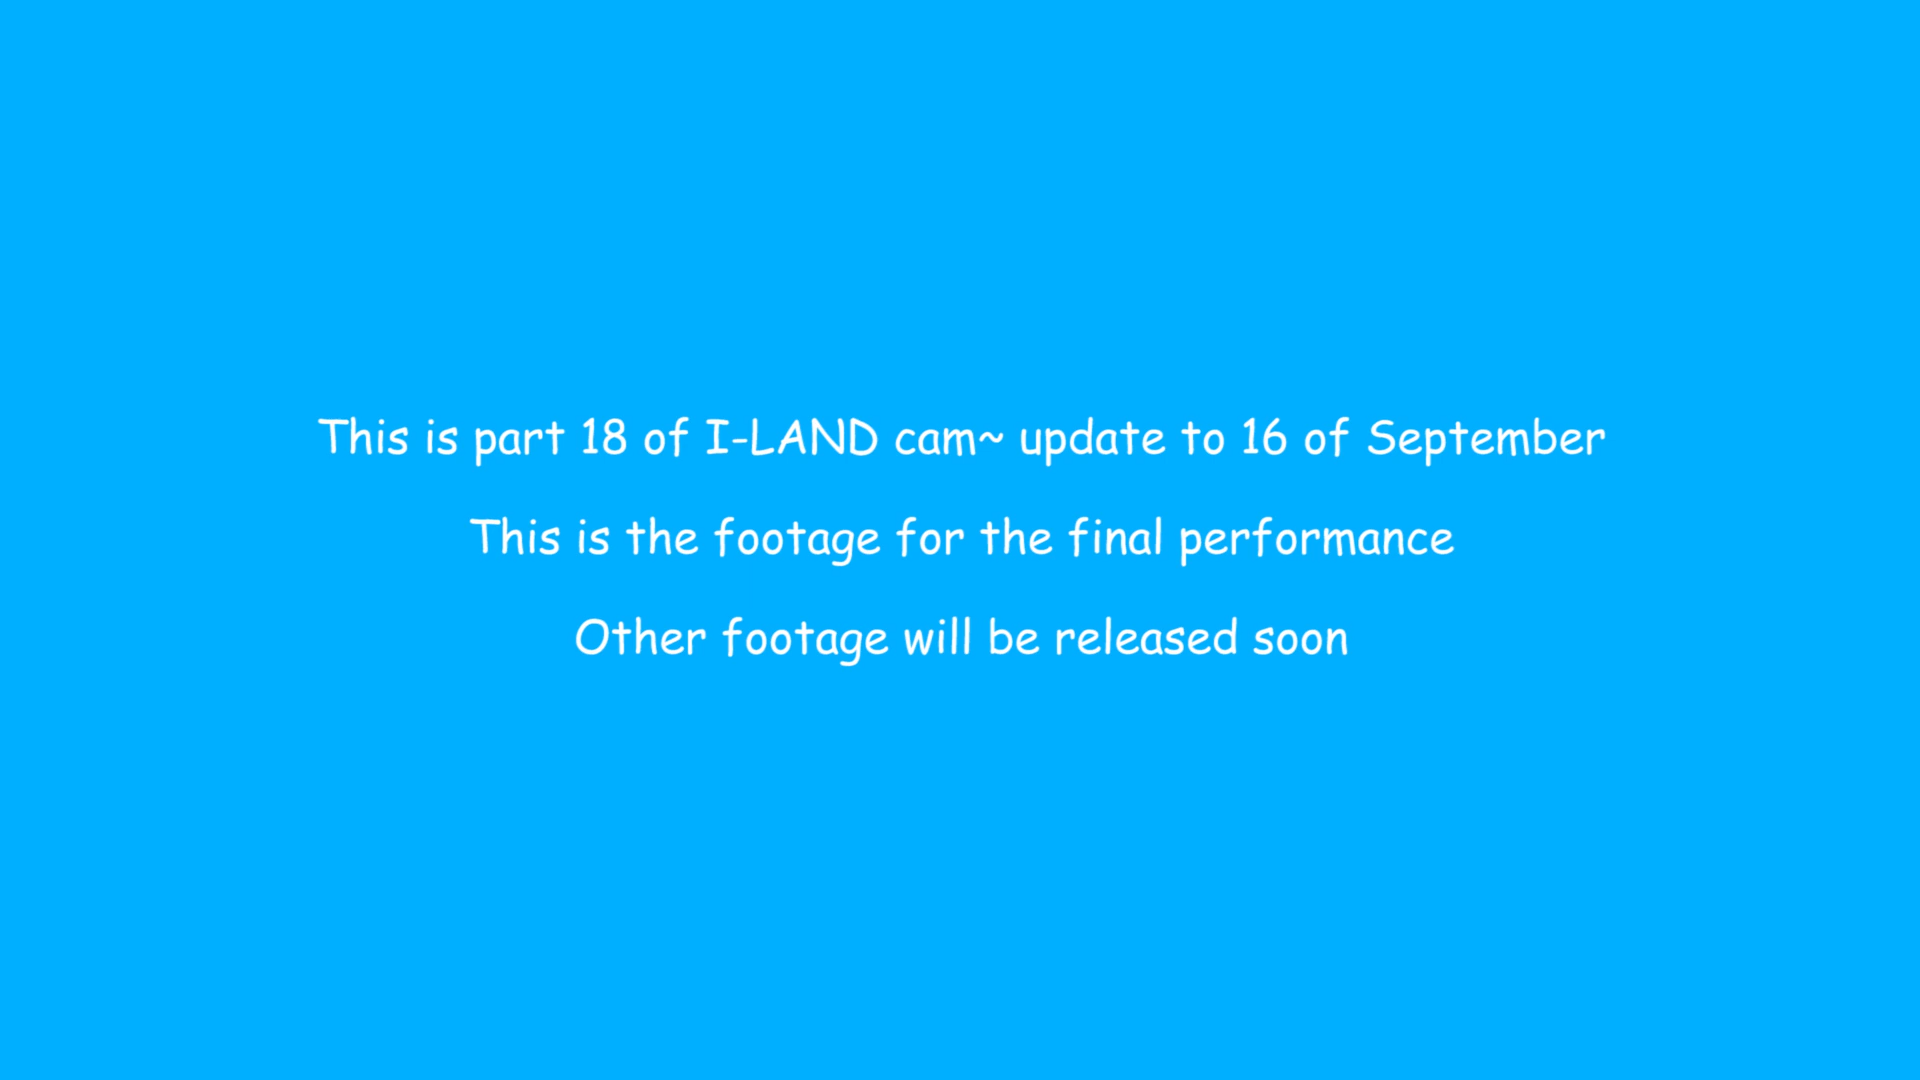 This is part 18 of I-LAND cam~ update to 16 of September
This is the footage for the final performance
Other footage will be released soon